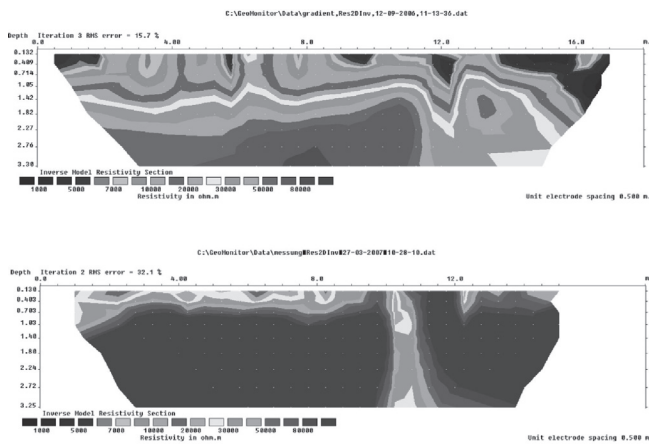 C:\GeoMonitor\Data\gradient,Res2DInv,12-09-2006,11-13-36.dat
Depth Iteration 3 RMS error = 15.7 %
0.0 4.00 8.0 12.0 16.0 m.
0.132
0.409
0.714
1.05
1.42
1.82
2.27
2.76
3.30
Inverse Model Resistivity Section
1000 5000 7000 10000 20000 30000 50000 80000
Resistivity in ohm.m
Unit electrode spacing 0.500 m.
C:\GeoMonitor\Data\messung#Res2DInv#27-03-2007#10-28-10.dat
Depth Iteration 2 RMS error = 32.1 %
0.0 4.00 8.0 12.0 m
0.130
0.403
0.703
1.03
1.40
1.80
2.24
2.72
3.25
Inverse Model Resistivity Section
1000 5000 7000 10000 20000 30000 50000 80000
Resistivity in ohm.m
Unit electrode spacing 0.500 m